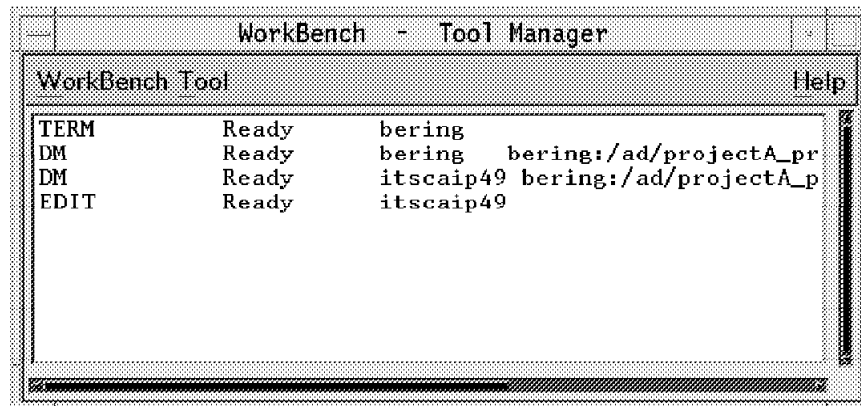 WorkBench - Tool Manager
WorkBench Tool Help
TERM Ready bering
DM Ready bering bering:/ad/projectA_pr
DM Ready itscaip49 bering:/ad/projectA_p
EDIT Ready itscaip49